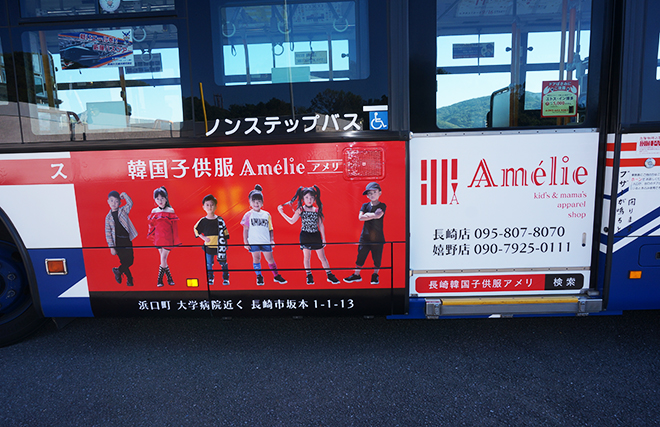 ノンステップバス
ス
韓国子供服 Amélie アメリ
浜口町 大学病院近く 長崎市坂本 1-1-13
Amélie
kid's & mama's
apparel
shop
長崎店 095-807-8070
嬉野店 090-7925-0111
長崎韓国子供服アメリ 検索